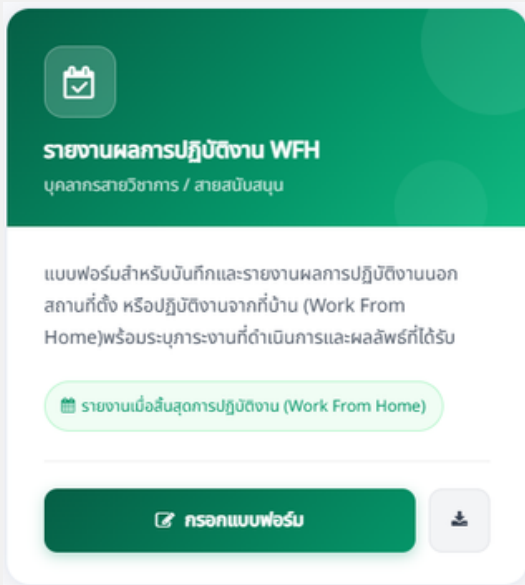 รายงานผลการปฏิบัติงาน WFH
บุคลากรสายวิชาการ / สายสนับสนุน
แบบฟอร์มสำหรับบันทึกและรายงานผลการปฏิบัติงานนอก
สถานที่ตั้ง หรือปฏิบัติงานจากที่บ้าน (Work From
Home)พร้อมระบุภาระงานที่ดำเนินการและผลลัพธ์ที่ได้รับ
รายงานเมื่อสิ้นสุดการปฏิบัติงาน (Work From Home)
กรอกแบบฟอร์ม